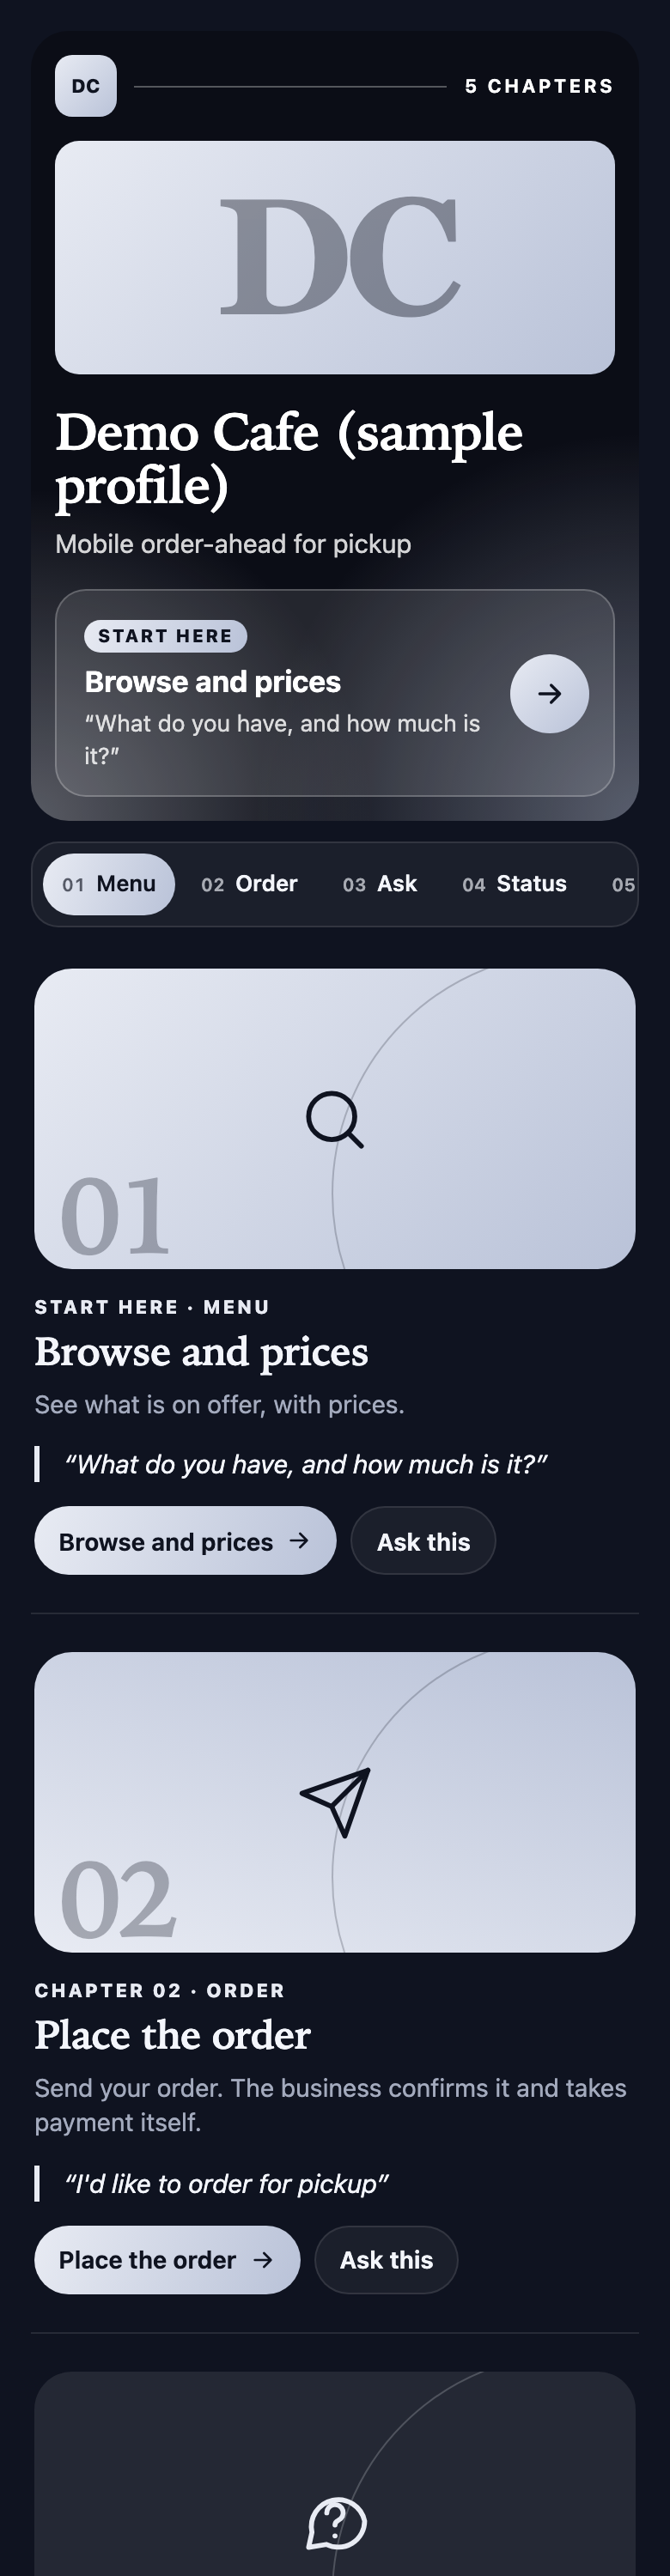 DC
5 CHAPTERS
DC
Demo Cafe (sample
profile)
Mobile order-ahead for pickup
START HERE
Browse and prices
“What do you have, and how much is
it?”
01 Menu 02 Order 03 Ask 04 Status 05
01
START HERE · MENU
Browse and prices
See what is on offer, with prices.
“What do you have, and how much is it?”
Browse and prices → Ask this
02
CHAPTER 02 · ORDER
Place the order
Send your order. The business confirms it and takes
payment itself.
“I'd like to order for pickup”
Place the order → Ask this